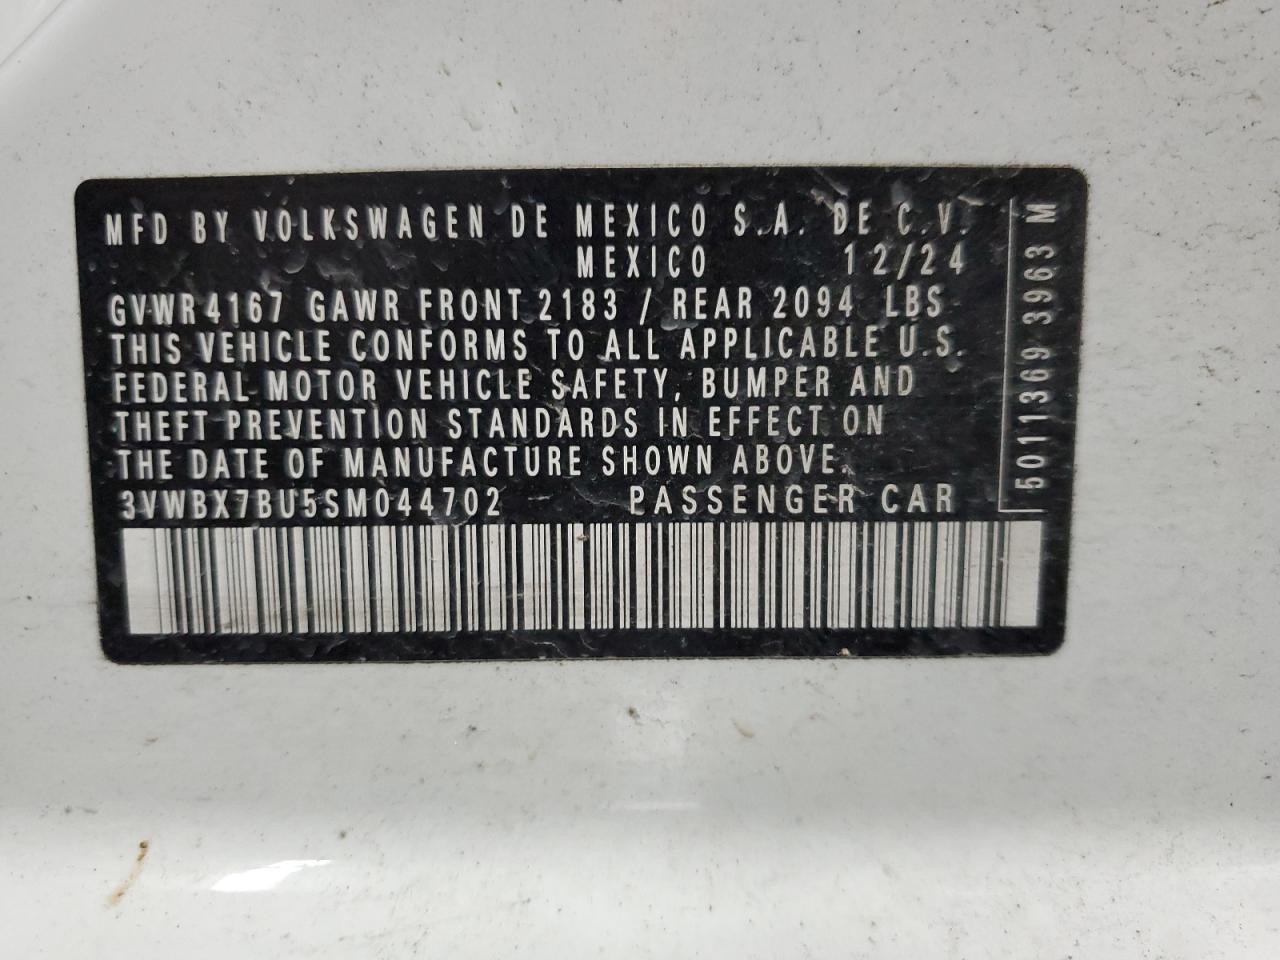 MFD BY VOLKSWAGEN DE MEXICO S.A. DE C.V.
MEXICO 12/24
GVWR 4167 GAWR FRONT 2183 / REAR 2094 LBS
THIS VEHICLE CONFORMS TO ALL APPLICABLE U.S.
FEDERAL MOTOR VEHICLE SAFETY, BUMPER AND
THEFT PREVENTION STANDARDS IN EFFECT ON
THE DATE OF MANUFACTURE SHOWN ABOVE.
3VWBX7BU5SM044702 PASSENGER CAR
5011369 3963 M